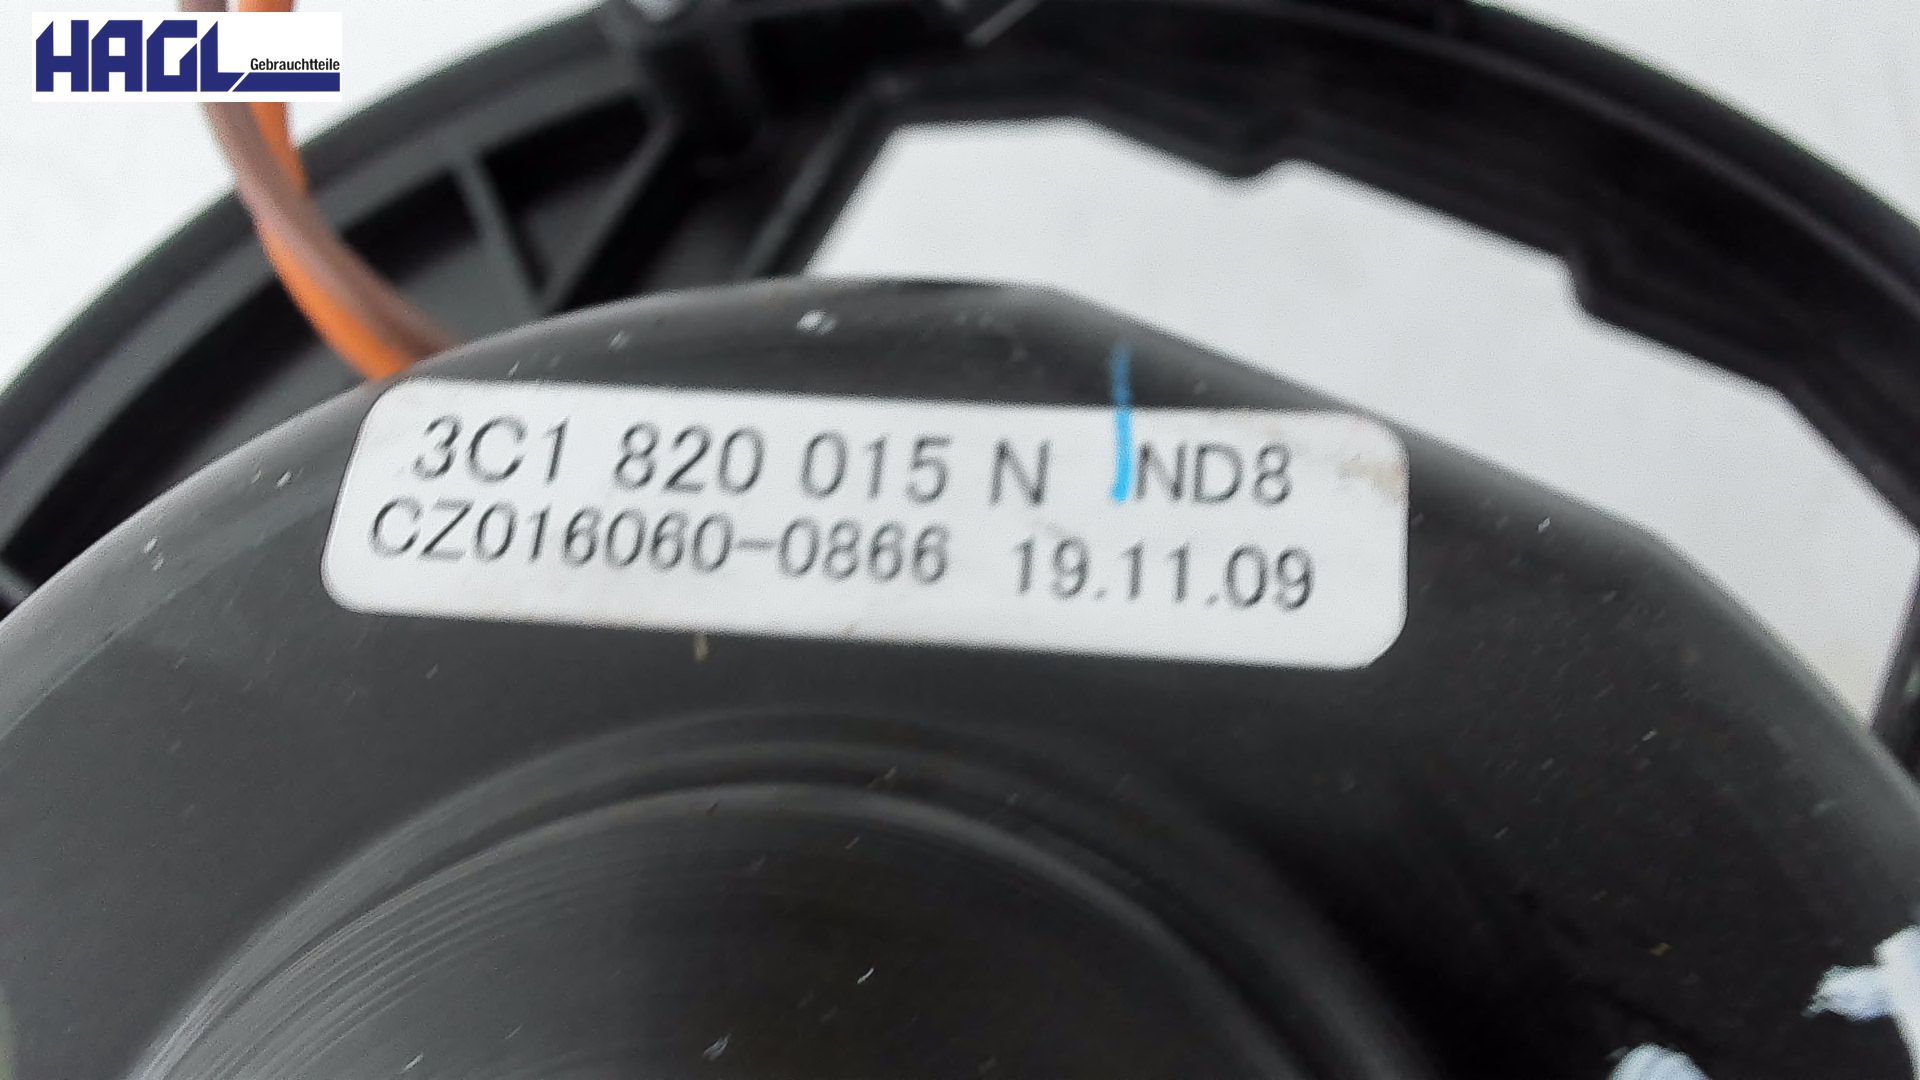 HAGL
Gebrauchtteile
3C1 820 015 N ND8
CZ016060-0866 19.11.09